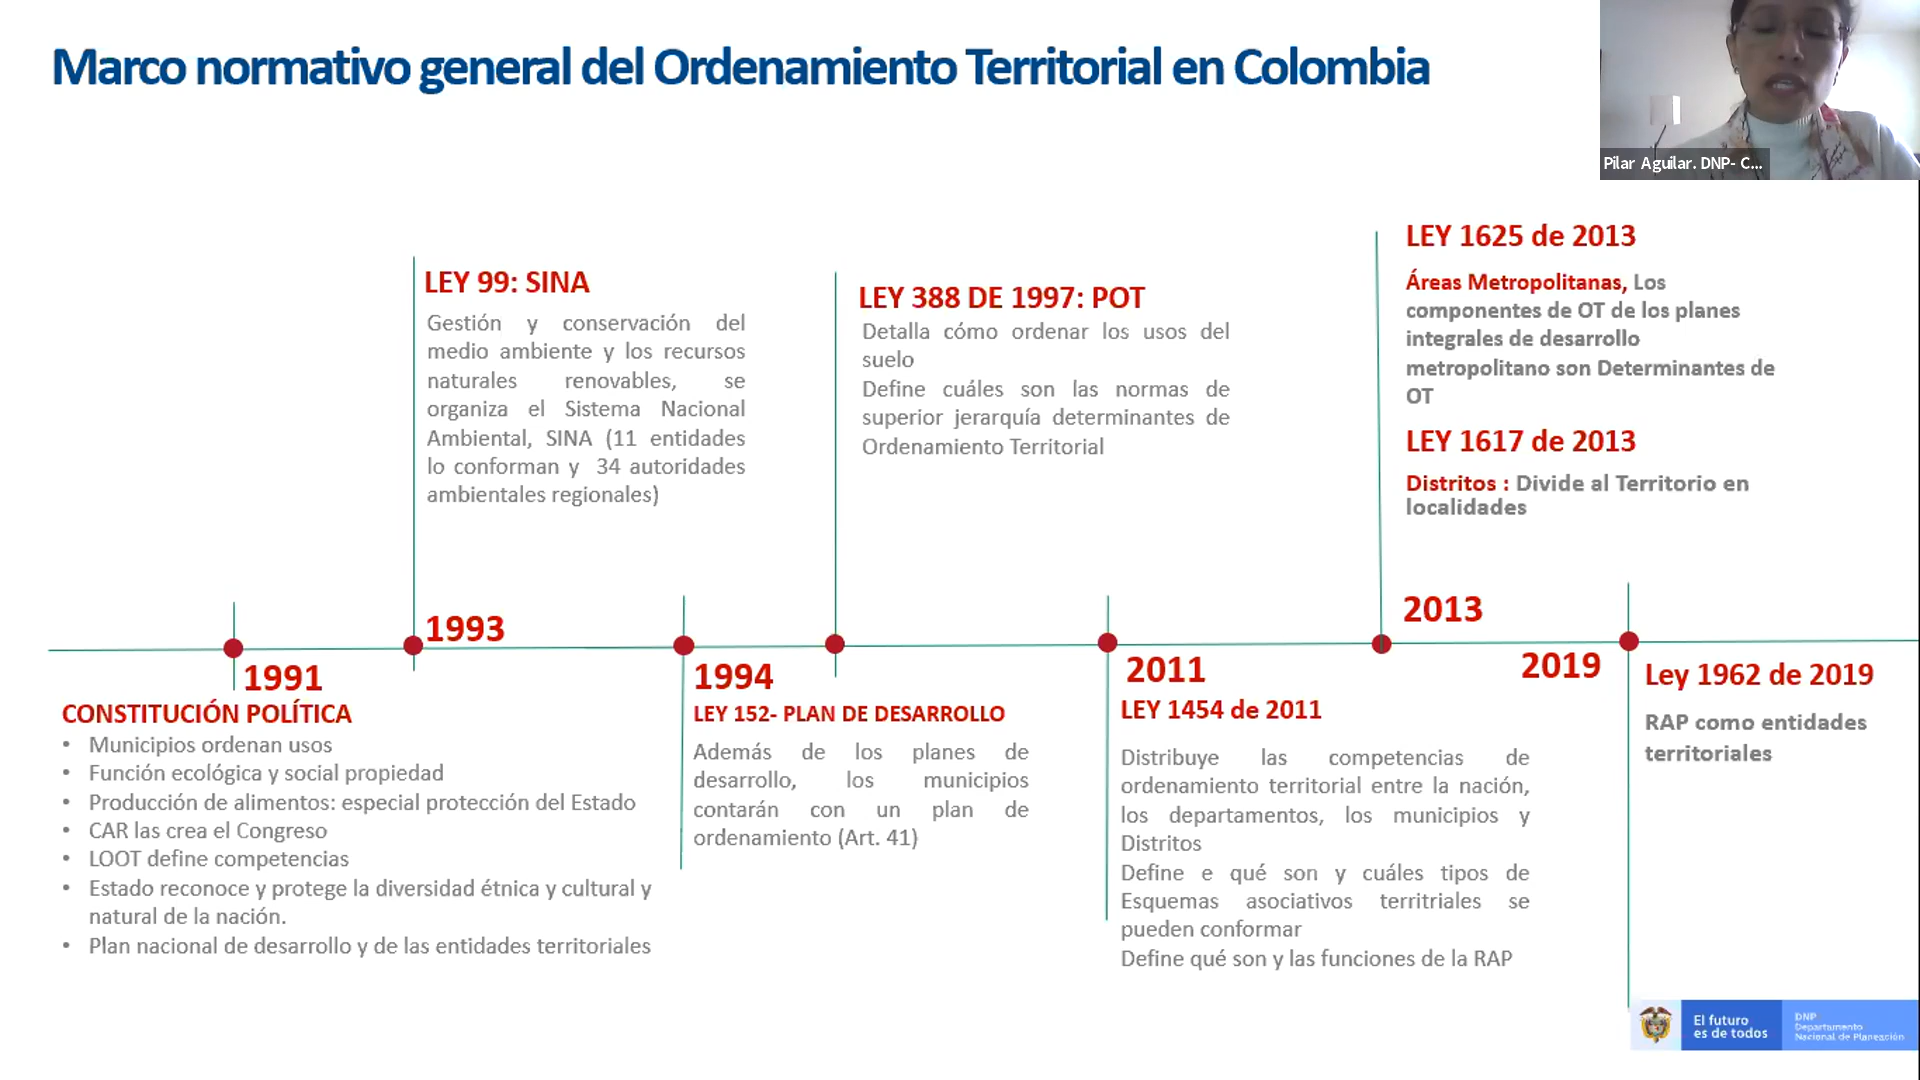 Marco normativo general del Ordenamiento Territorial en Colombia
Pilar Aguilar. DNP- C...
LEY 99: SINA
Gestión y conservación del
medio ambiente y los recursos
naturales renovables, se
organiza el Sistema Nacional
Ambiental, SINA (11 entidades
lo conforman y 34 autoridades
ambientales regionales)
LEY 388 DE 1997: POT
Detalla cómo ordenar los usos del
suelo
Define cuáles son las normas de
superior jerarquía determinantes de
Ordenamiento Territorial
LEY 1625 de 2013
Áreas Metropolitanas, Los
componentes de OT de los planes
integrales de desarrollo
metropolitano son Determinantes de
OT
LEY 1617 de 2013
Distritos : Divide al Territorio en
localidades
1991
CONSTITUCIÓN POLÍTICA
• Municipios ordenan usos
• Función ecológica y social propiedad
• Producción de alimentos: especial protección del Estado
• CAR las crea el Congreso
• LOOT define competencias
• Estado reconoce y protege la diversidad étnica y cultural y
natural de la nación.
• Plan nacional de desarrollo y de las entidades territoriales
1993
1994
LEY 152- PLAN DE DESARROLLO
Además de los planes de
desarrollo, los municipios
contarán con un plan de
ordenamiento (Art. 41)
2011
LEY 1454 de 2011
Distribuye las competencias de
ordenamiento territorial entre la nación,
los departamentos, los municipios y
Distritos
Define e qué son y cuáles tipos de
Esquemas asociativos territriales se
pueden conformar
Define qué son y las funciones de la RAP
2013
2019
Ley 1962 de 2019
RAP como entidades
territoriales
El futuro
es de todos
DNP
Departamento
Nacional de Planeación